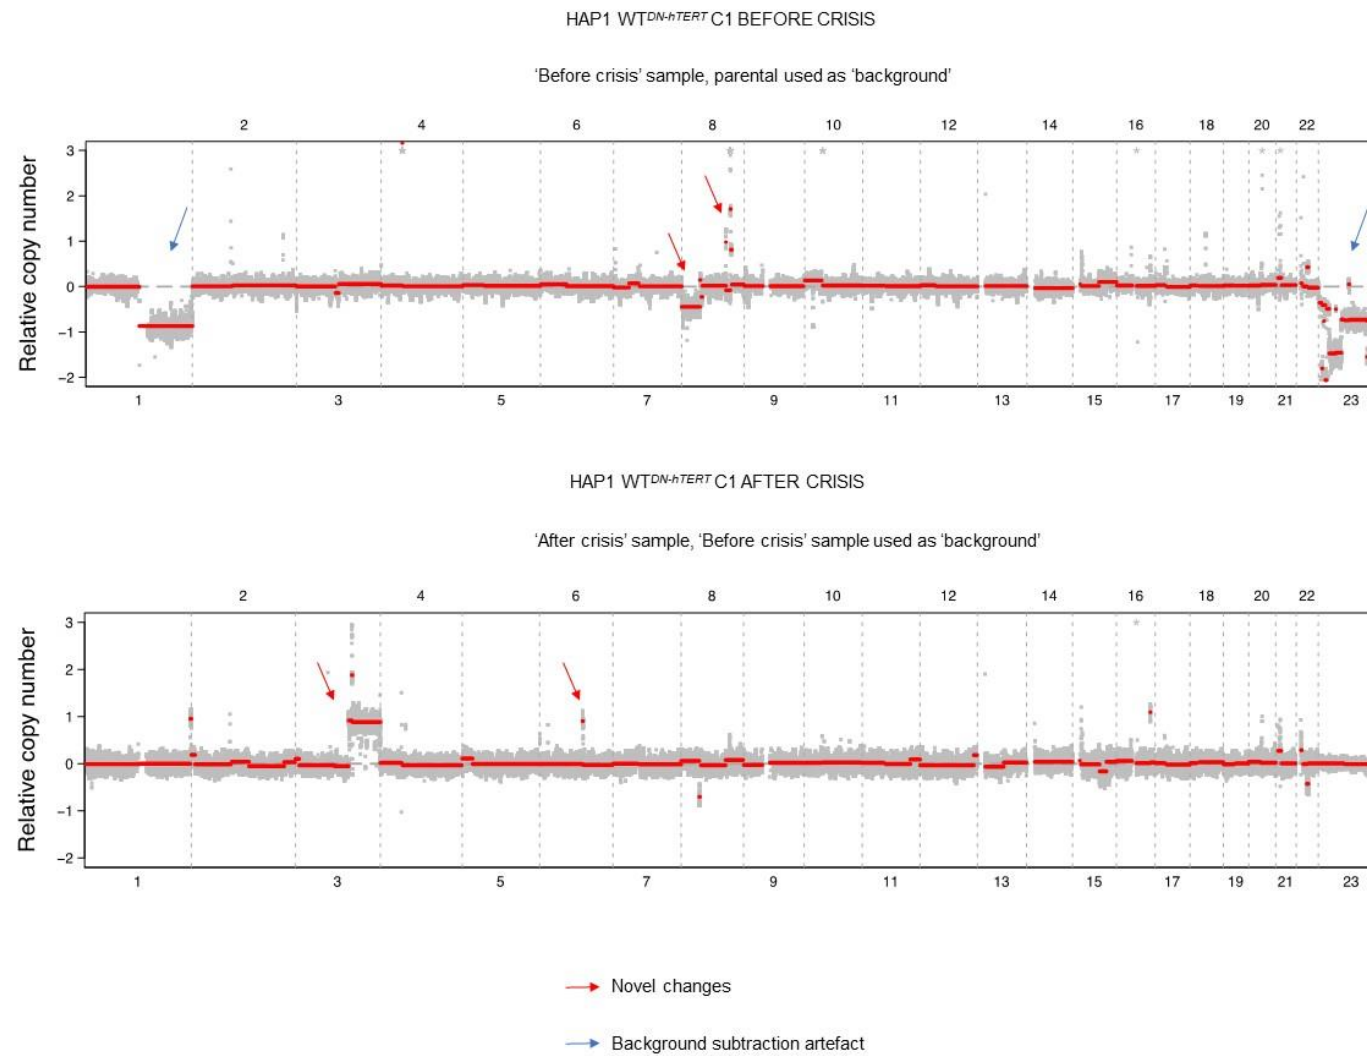 HAP1 WTDN-hTERT C1 BEFORE CRISIS
'Before crisis' sample, parental used as 'background'
2 4 6 8 10 12 14 16 18 20 22
Relative copy number
3
2
1
0
−1
−2
1 3 5 7 9 11 13 15 17 19 21 23
HAP1 WTDN-hTERT C1 AFTER CRISIS
'After crisis' sample, 'Before crisis' sample used as 'background'
2 4 6 8 10 12 14 16 18 20 22
Relative copy number
3
2
1
0
−1
−2
1 3 5 7 9 11 13 15 17 19 21 23
Novel changes
Background subtraction artefact